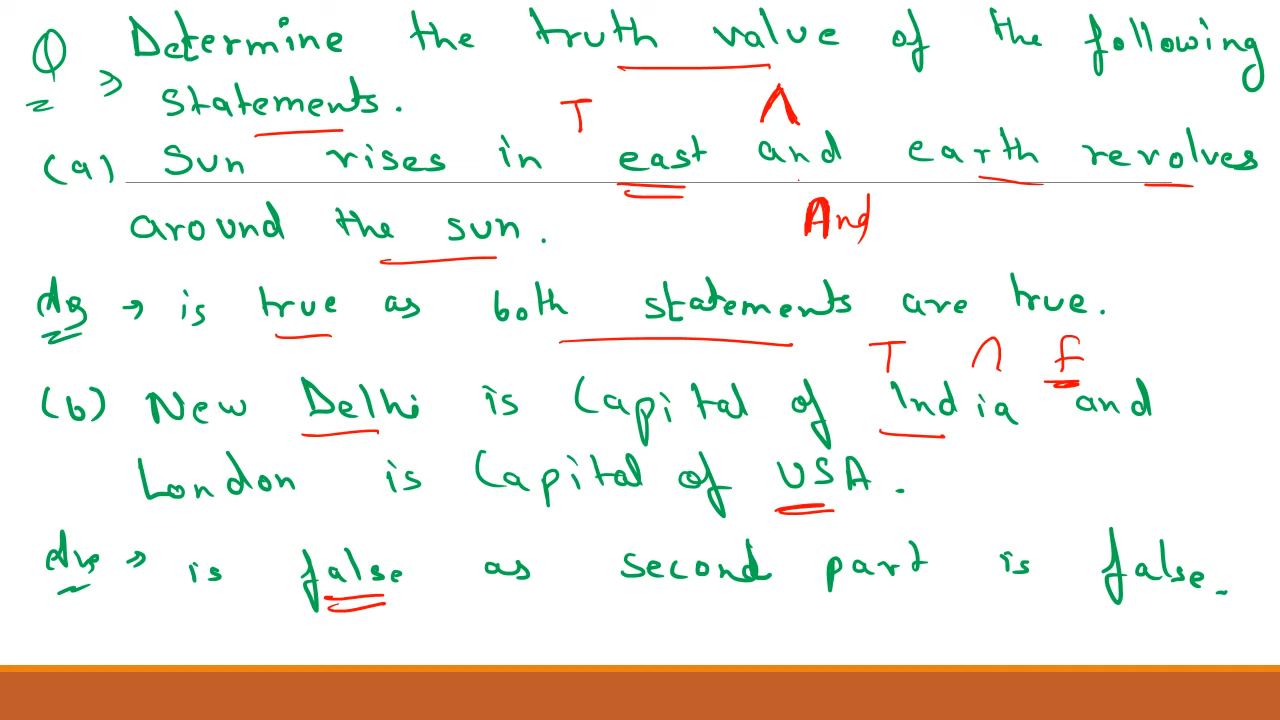 Q Determine the truth value of the following
⇒ statements. T ∧
(a) Sun rises in east and earth revolves
And
around the sun.
Ans → is true as both statements are true.
T ∧ F
(b) New Delhi is Capital of India and
London is Capital of USA.
Ans → is false as second part is false.